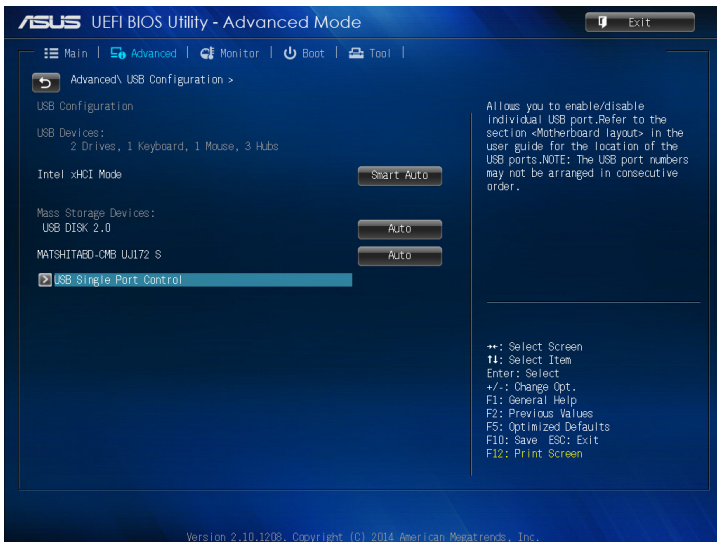 ASUS UEFI BIOS Utility - Advanced Mode
Exit
Main
Advanced
Monitor
Boot
Tool
Advanced\ USB Configuration >
USB Configuration
USB Devices:
2 Drives, 1 Keyboard, 1 Mouse, 3 Hubs
Intel xHCI Mode
Smart Auto
Mass Storage Devices:
USB DISK 2.0
Auto
MATSHITABD-CMB UJ172 S
Auto
USB Single Port Control
Allows you to enable/disable
individual USB port.Refer to the
section <Motherboard layout> in the
user guide for the location of the
USB ports.NOTE: The USB port numbers
may not be arranged in consecutive
order.
→←: Select Screen
↑↓: Select Item
Enter: Select
+/-: Change Opt.
F1: General Help
F2: Previous Values
F5: Optimized Defaults
F10: Save ESC: Exit
F12: Print Screen
Version 2.10.1208. Copyright (C) 2014 American Megatrends, Inc.